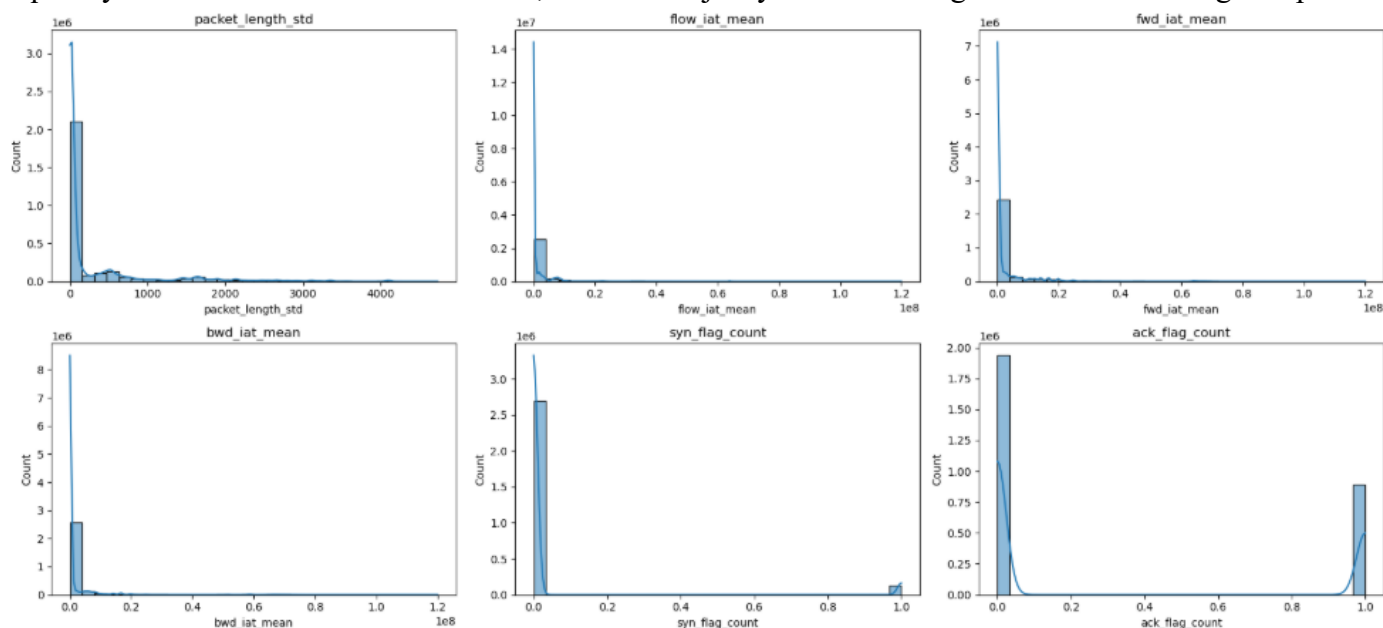 packet_length_std flow_iat_mean fwd_iat_mean
1e6 1e7 1e6
3.0 2.5 2.0 1.5 1.0 0.5 0.0
Count
0 1000 2000 3000 4000
packet_length_std
1.4 1.2 1.0 0.8 0.6 0.4 0.2 0.0
Count
0.0 0.2 0.4 0.6 0.8 1.0 1.2
1e8
flow_iat_mean
7 6 5 4 3 2 1 0
Count
0.0 0.2 0.4 0.6 0.8 1.0 1.2
1e8
fwd_iat_mean
bwd_iat_mean syn_flag_count ack_flag_count
1e6 1e6 1e6
8 7 6 5 4 3 2 1 0
Count
0.0 0.2 0.4 0.6 0.8 1.0 1.2
1e8
bwd_iat_mean
3.0 2.5 2.0 1.5 1.0 0.5 0.0
Count
0.0 0.2 0.4 0.6 0.8 1.0
syn_flag_count
2.00 1.75 1.50 1.25 1.00 0.75 0.50 0.25 0.00
Count
0.0 0.2 0.4 0.6 0.8 1.0
ack_flag_count